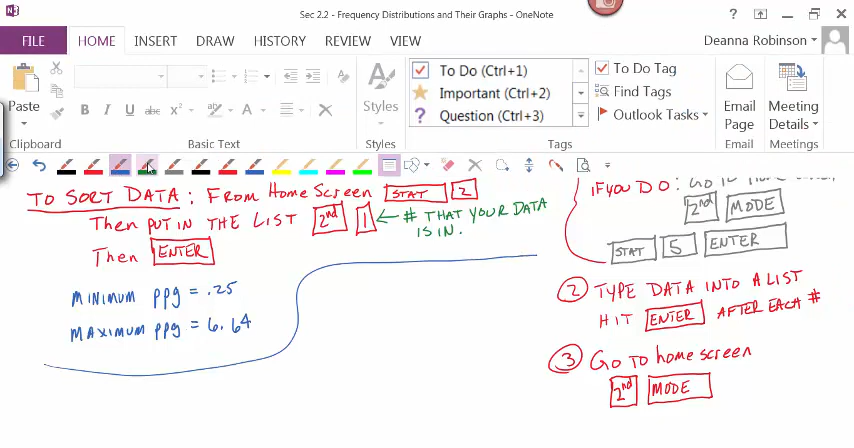 Sec 2.2 - Frequency Distributions and Their Graphs - OneNote
?
FILE
HOME
INSERT
DRAW
HISTORY
REVIEW
VIEW
Deanna Robinson
Paste
B I U abc x²
ab A
Basic Text
A
Styles
Styles
To Do (Ctrl+1)
Important (Ctrl+2)
? Question (Ctrl+3)
To Do Tag
Find Tags
Outlook Tasks
Tags
Email
Page
Email
Meeting
Details
Meetings
TO SORT DATA: FROM HOME SCREEN STAT 2
Then PUT IN THE LIST 2nd 1 ← # THAT YOUR DATA
IS IN.
Then ENTER
MINIMUM PPG = .25
MAXIMUM PPG = 6.64
IF YOU DO:
2nd MODE
STAT 5 ENTER
2 TYPE DATA INTO A LIST
HIT ENTER AFTER EACH #
3 Go TO home screen
2nd MODE